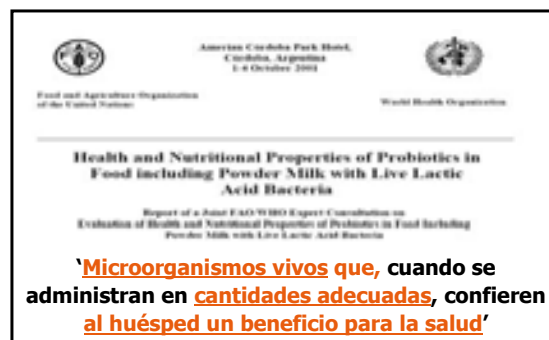 Amerian Córdoba Park Hotel,
Córdoba, Argentina
1-4 October 2001
Food and Agriculture Organization
of the United Nations
World Health Organization
Health and Nutritional Properties of Probiotics in
Food including Powder Milk with Live Lactic
Acid Bacteria
Report of a Joint FAO/WHO Expert Consultation on
Evaluation of Health and Nutritional Properties of Probiotics in Food Including
Powder Milk with Live Lactic Acid Bacteria
‘Microorganismos vivos que, cuando se
administran en cantidades adecuadas, confieren
al huésped un beneficio para la salud’